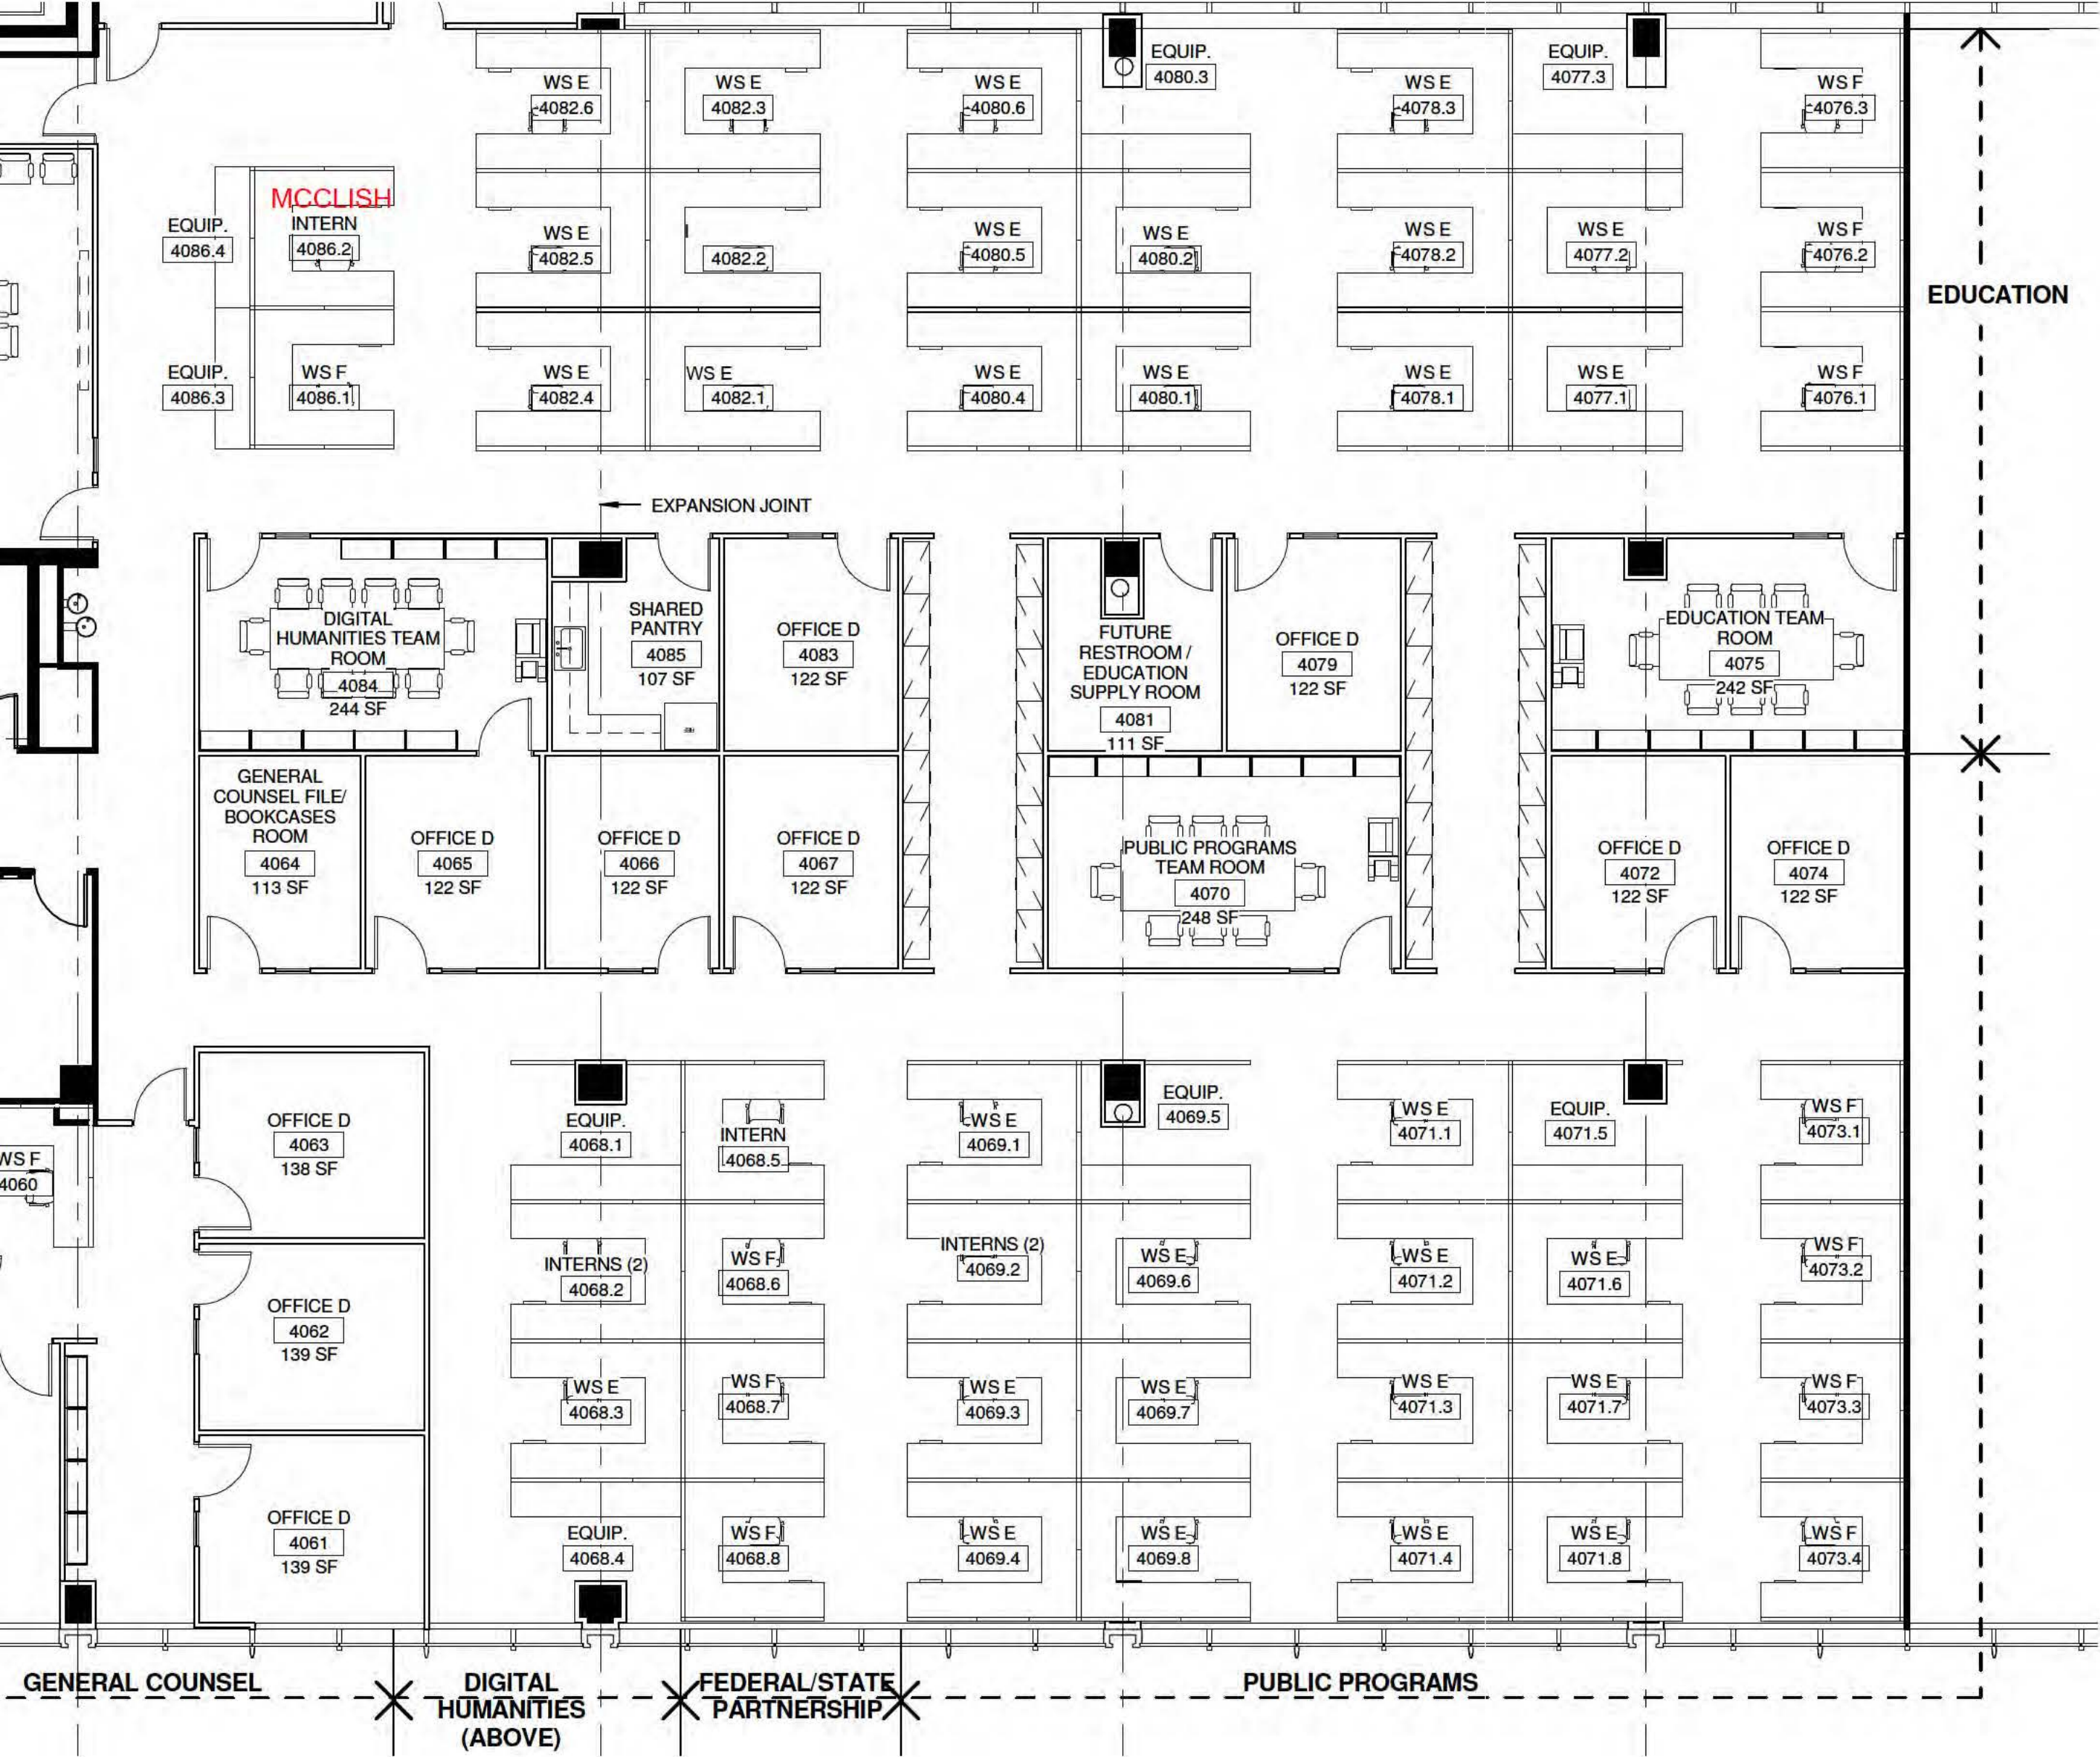 EQUIP.
4080.3
EQUIP.
4077.3
WS E
4082.6
WS E
4082.3
WS E
4080.6
WS E
4078.3
WS F
4076.3
MCCLISH
INTERN
4086.2
EQUIP.
4086.4
WS E
4082.5
4082.2
WS E
4080.5
WS E
4080.2
WS E
4078.2
WS E
4077.2
WS F
4076.2
EDUCATION
EQUIP.
4086.3
WS F
4086.1
WS E
4082.4
WS E
4082.1
WS E
4080.4
WS E
4080.1
WS E
4078.1
WS E
4077.1
WS F
4076.1
EXPANSION JOINT
DIGITAL
HUMANITIES TEAM
ROOM
4084
244 SF
SHARED
PANTRY
4085
107 SF
OFFICE D
4083
122 SF
FUTURE
RESTROOM /
EDUCATION
SUPPLY ROOM
4081
111 SF
OFFICE D
4079
122 SF
EDUCATION TEAM
ROOM
4075
242 SF
GENERAL
COUNSEL FILE/
BOOKCASES
ROOM
4064
113 SF
OFFICE D
4065
122 SF
OFFICE D
4066
122 SF
OFFICE D
4067
122 SF
PUBLIC PROGRAMS
TEAM ROOM
4070
248 SF
OFFICE D
4072
122 SF
OFFICE D
4074
122 SF
OFFICE D
4063
138 SF
EQUIP.
4068.1
INTERN
4068.5
WS E
4069.1
EQUIP.
4069.5
WS E
4071.1
EQUIP.
4071.5
WS F
4073.1
WS F
4060
OFFICE D
4062
139 SF
INTERNS (2)
4068.2
WS F
4068.6
INTERNS (2)
4069.2
WS E
4069.6
WS E
4071.2
WS E
4071.6
WS F
4073.2
WS E
4068.3
WS F
4068.7
WS E
4069.3
WS E
4069.7
WS E
4071.3
WS E
4071.7
WS F
4073.3
OFFICE D
4061
139 SF
EQUIP.
4068.4
WS F
4068.8
WS E
4069.4
WS E
4069.8
WS E
4071.4
WS E
4071.8
WS F
4073.4
GENERAL COUNSEL
DIGITAL
HUMANITIES
(ABOVE)
FEDERAL/STATE
PARTNERSHIP
PUBLIC PROGRAMS